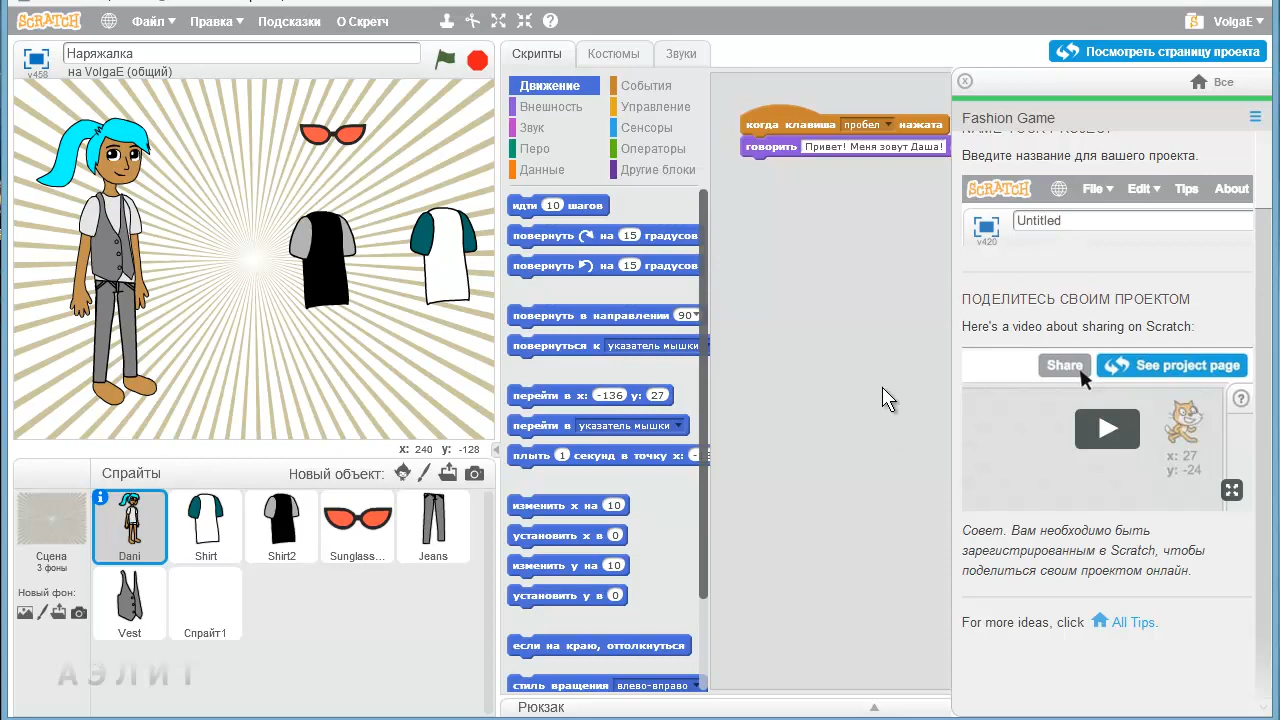 SCRATCH Файл Правка Подсказки О Скретч VolgaE
Наряжалка
v458 на VolgaE (общий)
Скрипты Костюмы Звуки
Посмотреть страницу проекта
Движение События
Внешность Управление
Звук Сенсоры
Перо Операторы
Данные Другие блоки
идти 10 шагов
повернуть на 15 градусов
повернуть на 15 градусов
повернуть в направлении 90
повернуться к указатель мышки
перейти в x: -136 y: 27
перейти в указатель мышки
плыть 1 секунд в точку x:
изменить x на 10
установить x в 0
изменить y на 10
установить y в 0
если на краю, оттолкнуться
стиль вращения влево-вправо
когда клавиша пробел нажата
говорить Привет! Меня зовут Даша!
Рюкзак
x: 240 y: -128
Спрайты Новый объект:
Сцена
3 фоны
Новый фон:
Dani Shirt Shirt2 Sunglass... Jeans
Vest Спрайт1
АЭЛИТ
Все
Fashion Game
NAME YOUR PROJECT
Введите название для вашего проекта.
SCRATCH File Edit Tips About
Untitled
v420
ПОДЕЛИТЕСЬ СВОИМ ПРОЕКТОМ
Here's a video about sharing on Scratch:
Share See project page
x: 27
y: -24
Совет. Вам необходимо быть
зарегистрированным в Scratch, чтобы
поделиться своим проектом онлайн.
For more ideas, click All Tips.